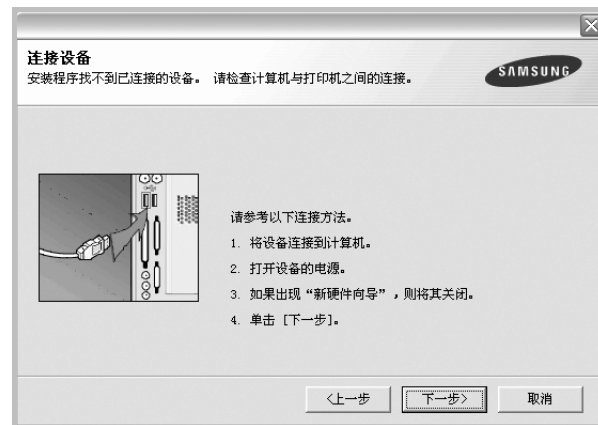 连接设备
安装程序找不到已连接的设备。 请检查计算机与打印机之间的连接。
SAMSUNG
请参考以下连接方法。
1. 将设备连接到计算机。
2. 打开设备的电源。
3. 如果出现“新硬件向导”，则将其关闭。
4. 单击 [下一步]。
<上一步
下一步>
取消